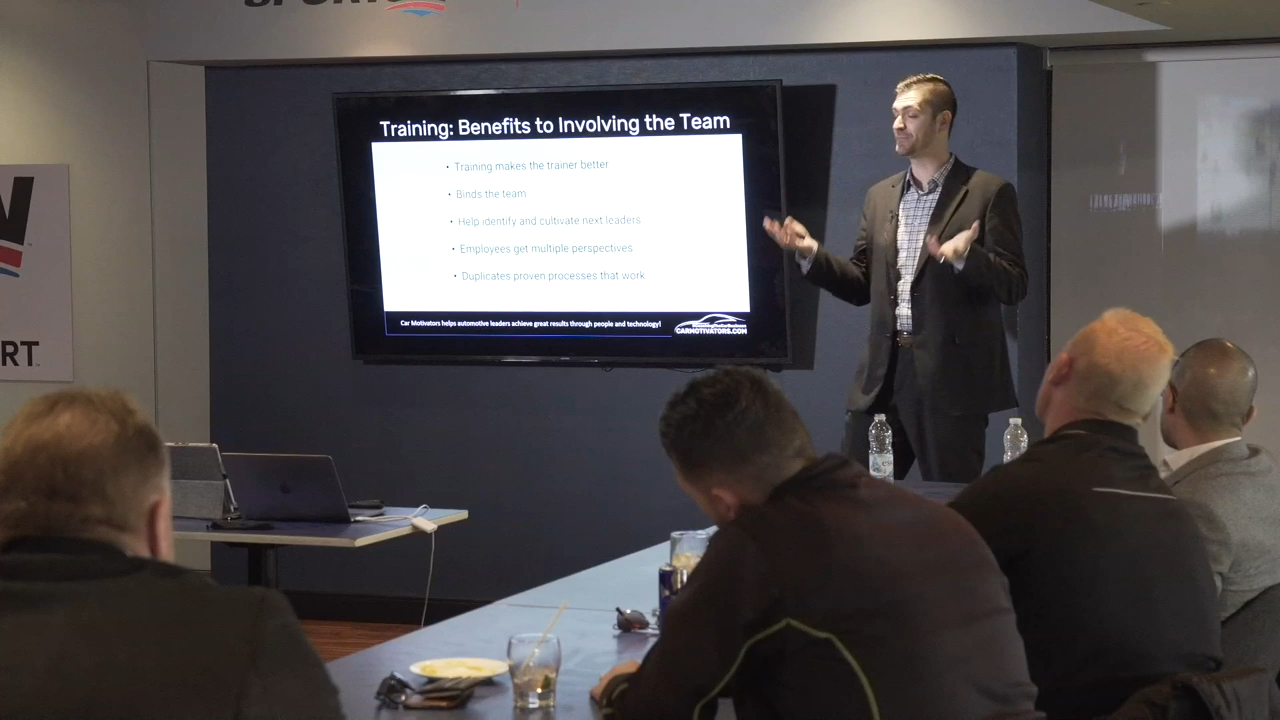 Training: Benefits to Involving the Team
• Training makes the trainer better
• Binds the team
• Help identify and cultivate next leaders
• Employees get multiple perspectives
• Duplicates proven processes that work
Car Motivators helps automotive leaders achieve great results through people and technology!
CARMOTIVATORS.COM
RT